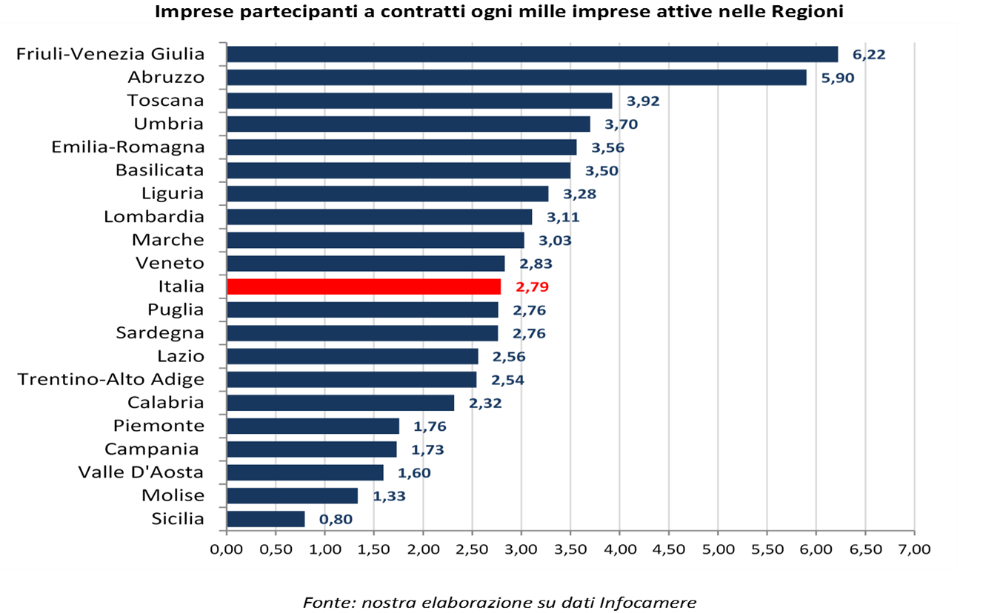 Imprese partecipanti a contratti ogni mille imprese attive nelle Regioni
Friuli-Venezia Giulia 6,22
Abruzzo 5,90
Toscana 3,92
Umbria 3,70
Emilia-Romagna 3,56
Basilicata 3,50
Liguria 3,28
Lombardia 3,11
Marche 3,03
Veneto 2,83
Italia 2,79
Puglia 2,76
Sardegna 2,76
Lazio 2,56
Trentino-Alto Adige 2,54
Calabria 2,32
Piemonte 1,76
Campania 1,73
Valle D'Aosta 1,60
Molise 1,33
Sicilia 0,80
0,00 0,50 1,00 1,50 2,00 2,50 3,00 3,50 4,00 4,50 5,00 5,50 6,00 6,50 7,00
Fonte: nostra elaborazione su dati Infocamere